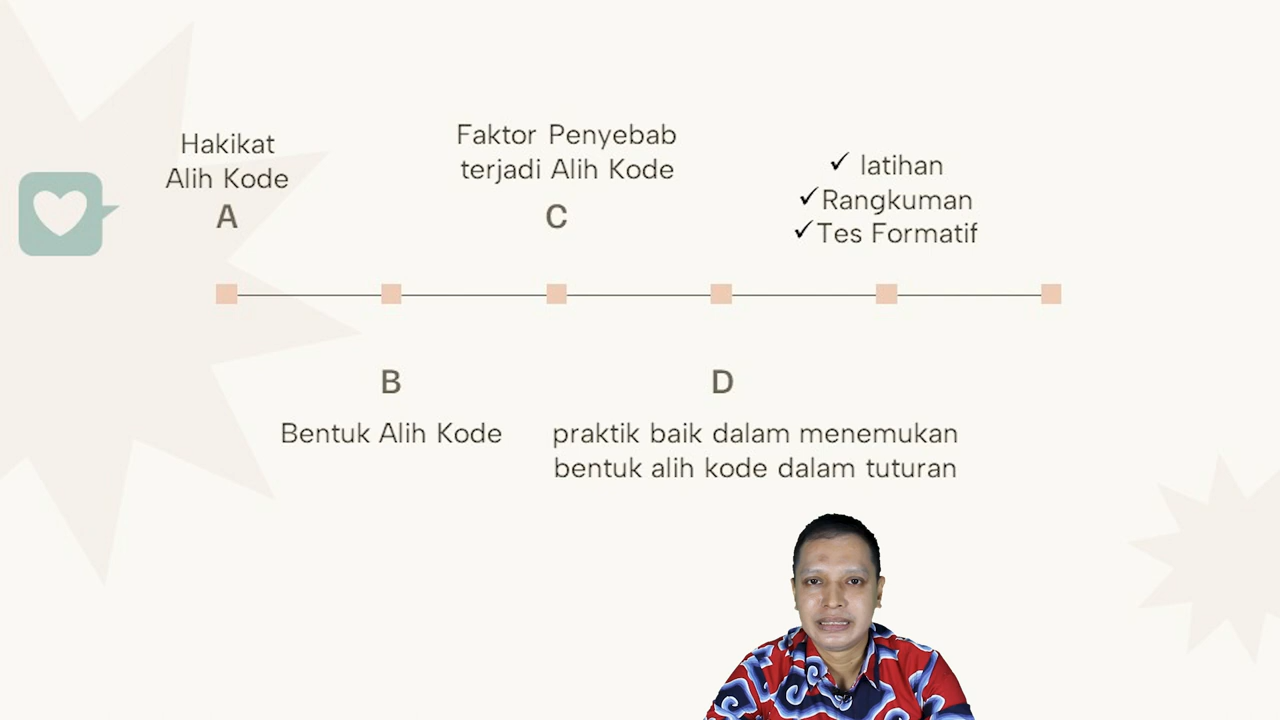 Hakikat
Alih Kode
A
Faktor Penyebab
terjadi Alih Kode
C
✓ latihan
✓Rangkuman
✓Tes Formatif
B
Bentuk Alih Kode
D
praktik baik dalam menemukan
bentuk alih kode dalam tuturan